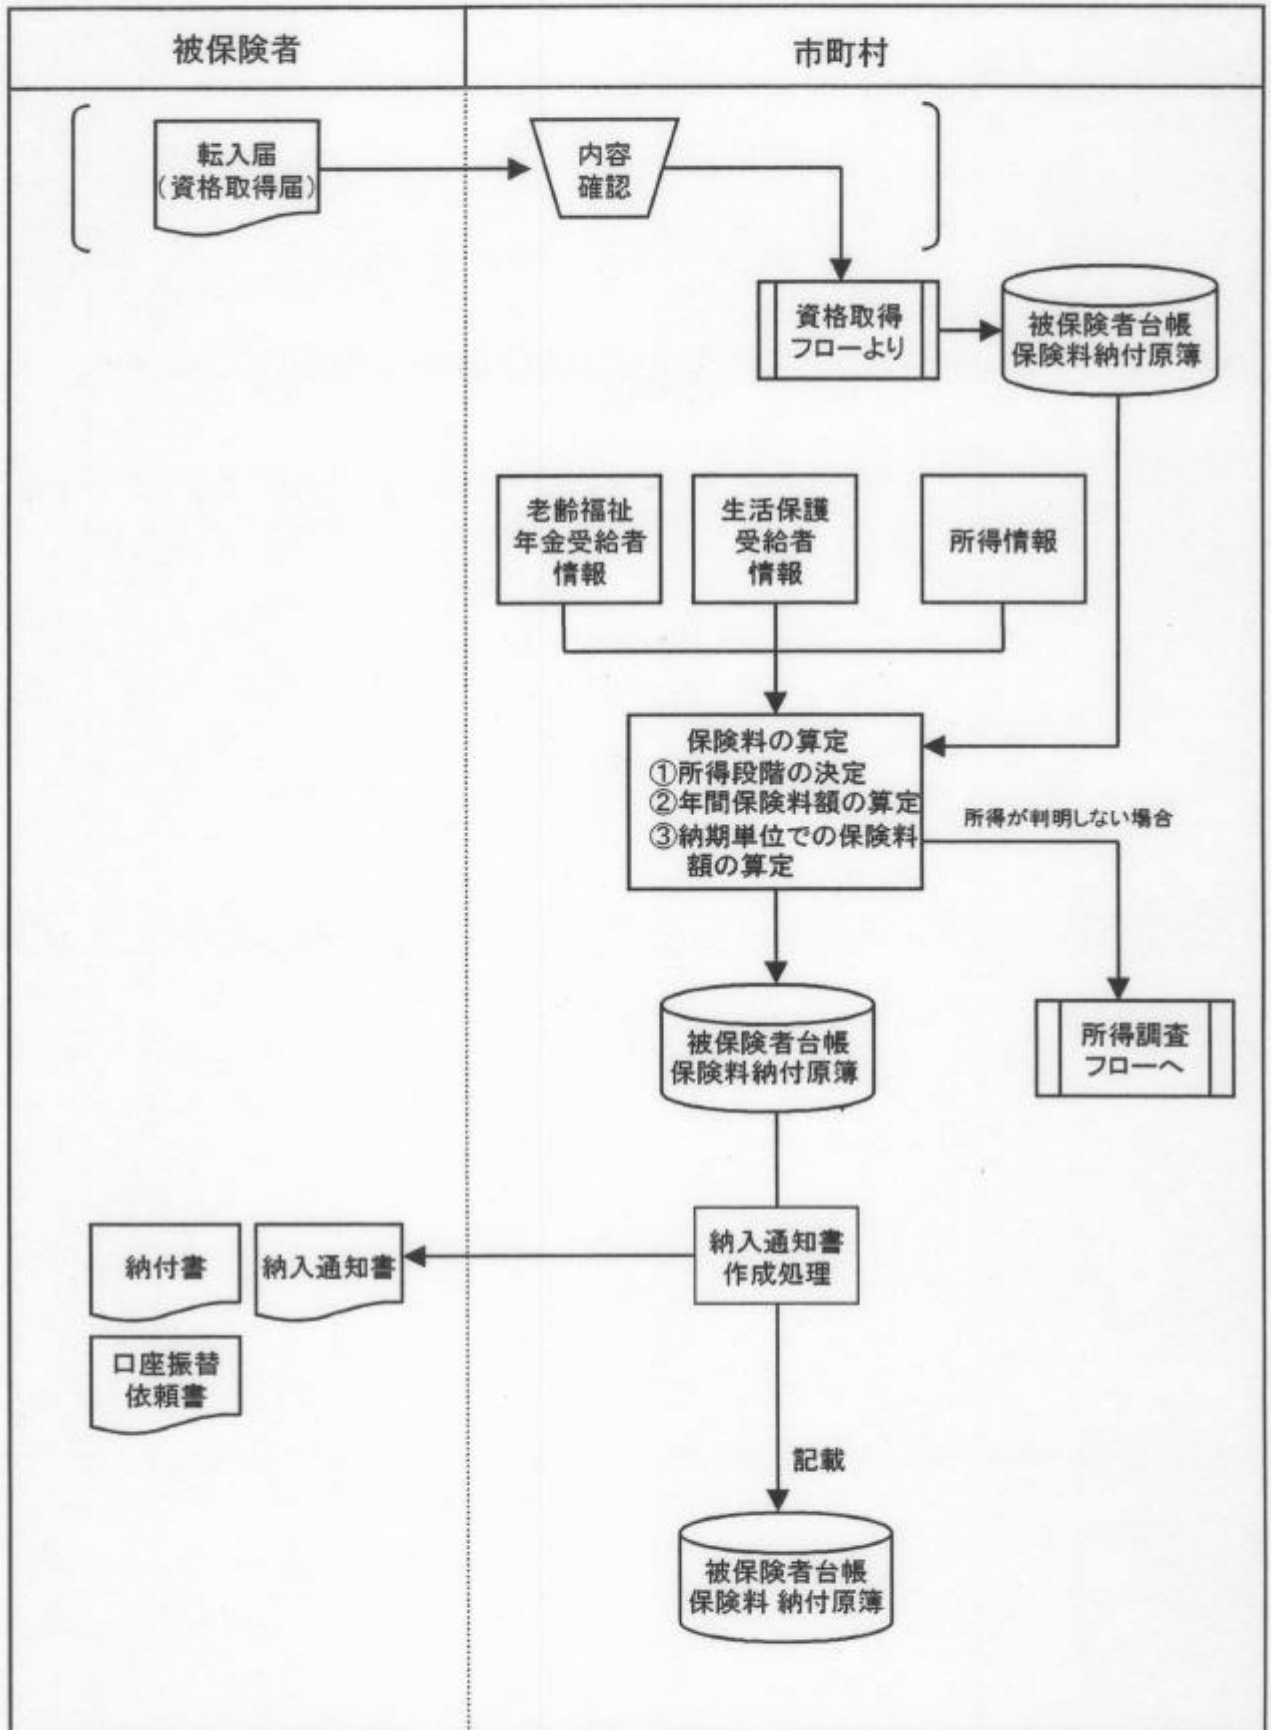 被保険者
市町村
転入届
(資格取得届)
内容
確認
資格取得
フローより
被保険者台帳
保険料納付原簿
老齢福祉
年金受給者
情報
生活保護
受給者
情報
所得情報
保険料の算定
①所得段階の決定
②年間保険料額の算定
③納期単位での保険料
額の算定
所得が判明しない場合
被保険者台帳
保険料納付原簿
所得調査
フローへ
納付書
納入通知書
納入通知書
作成処理
口座振替
依頼書
記載
被保険者台帳
保険料 納付原簿